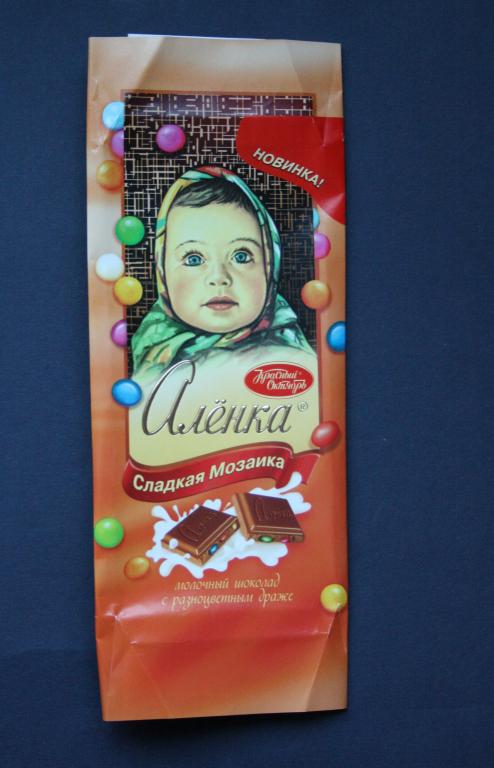 НОВИНКА!
Красный
Октябрь
Алёнка®
Сладкая Мозаика
молочный шоколад
с разноцветным драже